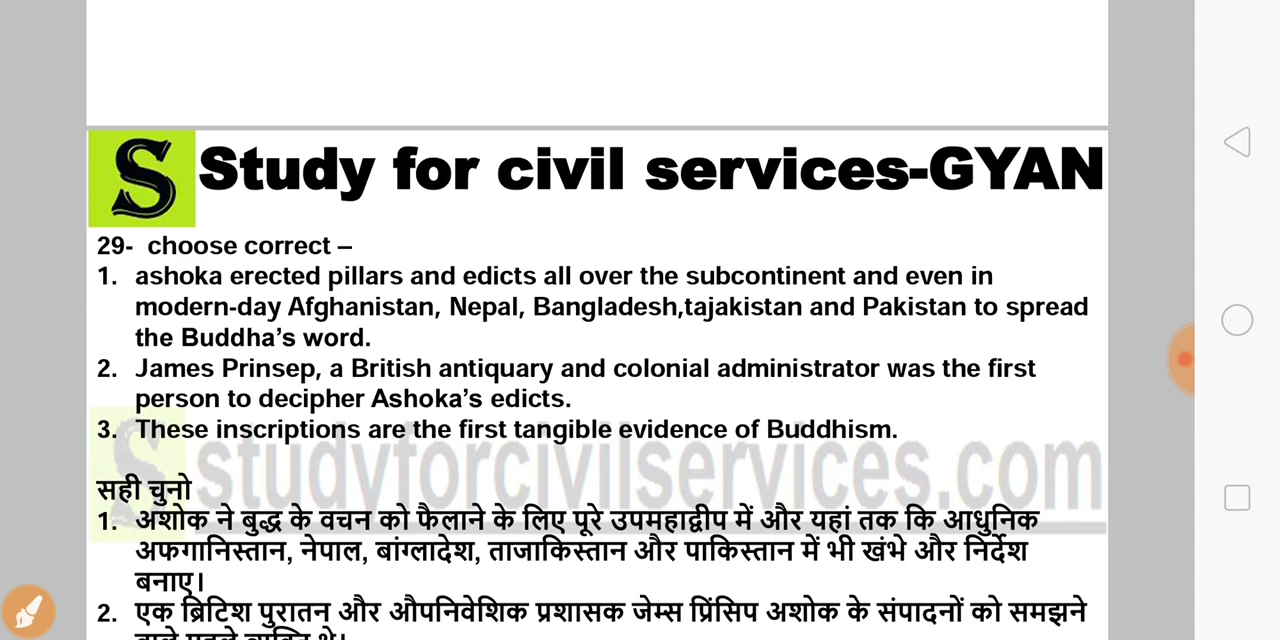 S Study for civil services-GYAN
29- choose correct –
1. ashoka erected pillars and edicts all over the subcontinent and even in
modern-day Afghanistan, Nepal, Bangladesh,tajakistan and Pakistan to spread
the Buddha's word.
2. James Prinsep, a British antiquary and colonial administrator was the first
person to decipher Ashoka's edicts.
3. These inscriptions are the first tangible evidence of Buddhism.
S studyforcivilservices.com
सही चुनो
1. अशोक ने बुद्ध के वचन को फैलाने के लिए पूरे उपमहाद्वीप में और यहां तक कि आधुनिक
अफगानिस्तान, नेपाल, बांग्लादेश, ताजाकिस्तान और पाकिस्तान में भी खंभे और निर्देश
बनाए।
2. एक ब्रिटिश पुरातन और औपनिवेशिक प्रशासक जेम्स प्रिंसिप अशोक के संपादनों को समझने